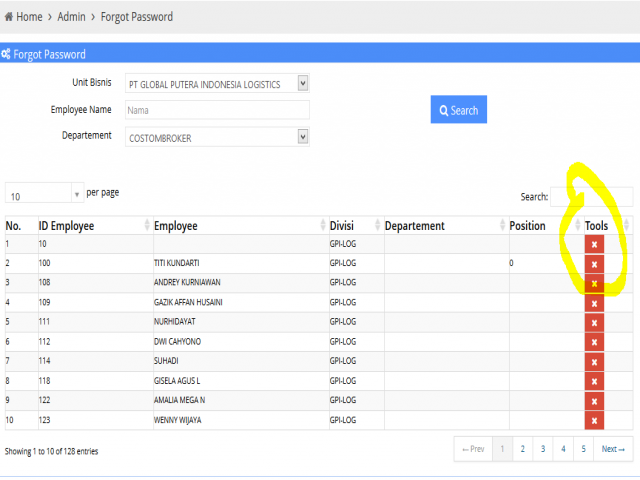 Home > Admin > Forgot Password
Forgot Password
Unit Bisnis PT GLOBAL PUTERA INDONESIA LOGISTICS
Employee Name Nama
Search
Departement COSTOMBROKER
10 per page Search:
No. ID Employee Employee Divisi Departement Position Tools
1 10 GPI-LOG
2 100 TITI KUNDARTI GPI-LOG 0
3 108 ANDREY KURNIAWAN GPI-LOG
4 109 GAZIK AFFAN HUSAINI GPI-LOG
5 111 NURHIDAYAT GPI-LOG
6 112 DWI CAHYONO GPI-LOG
7 114 SUHADI GPI-LOG
8 118 GISELA AGUS L GPI-LOG
9 122 AMALIA MEGA N GPI-LOG
10 123 WENNY WIJAYA GPI-LOG
Showing 1 to 10 of 128 entries ← Prev 1 2 3 4 5 Next →